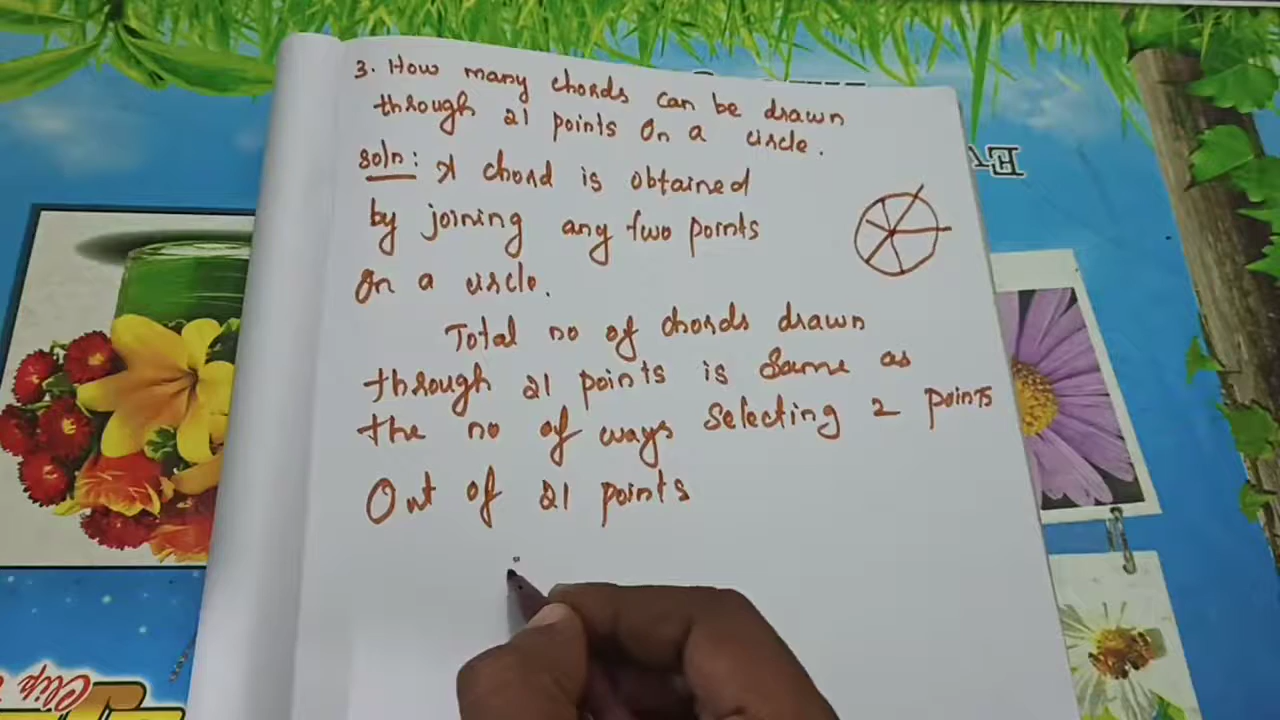 3. How many chords can be drawn
through 21 points on a circle.
Soln: A chord is obtained
by joining any two points
on a circle.
Total no of chords drawn
through 21 points is same as
the no of ways selecting 2 points
Out of 21 points
Clip